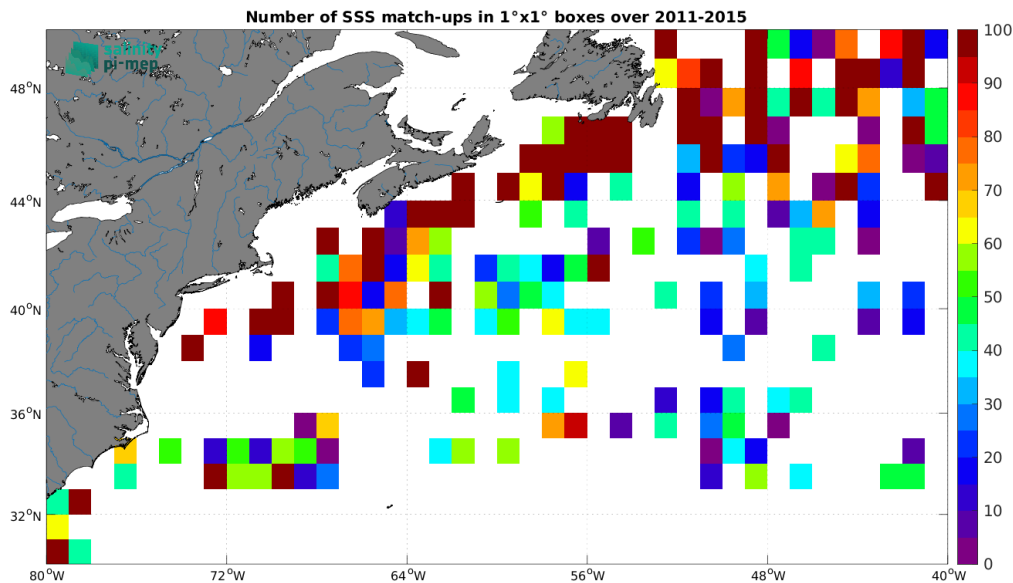 Number of SSS match-ups in 1°x1° boxes over 2011-2015
salinity
pi-mep
48°N
44°N
40°N
36°N
32°N
80°W
72°W
64°W
56°W
48°W
40°W
100
90
80
70
60
50
40
30
20
10
0